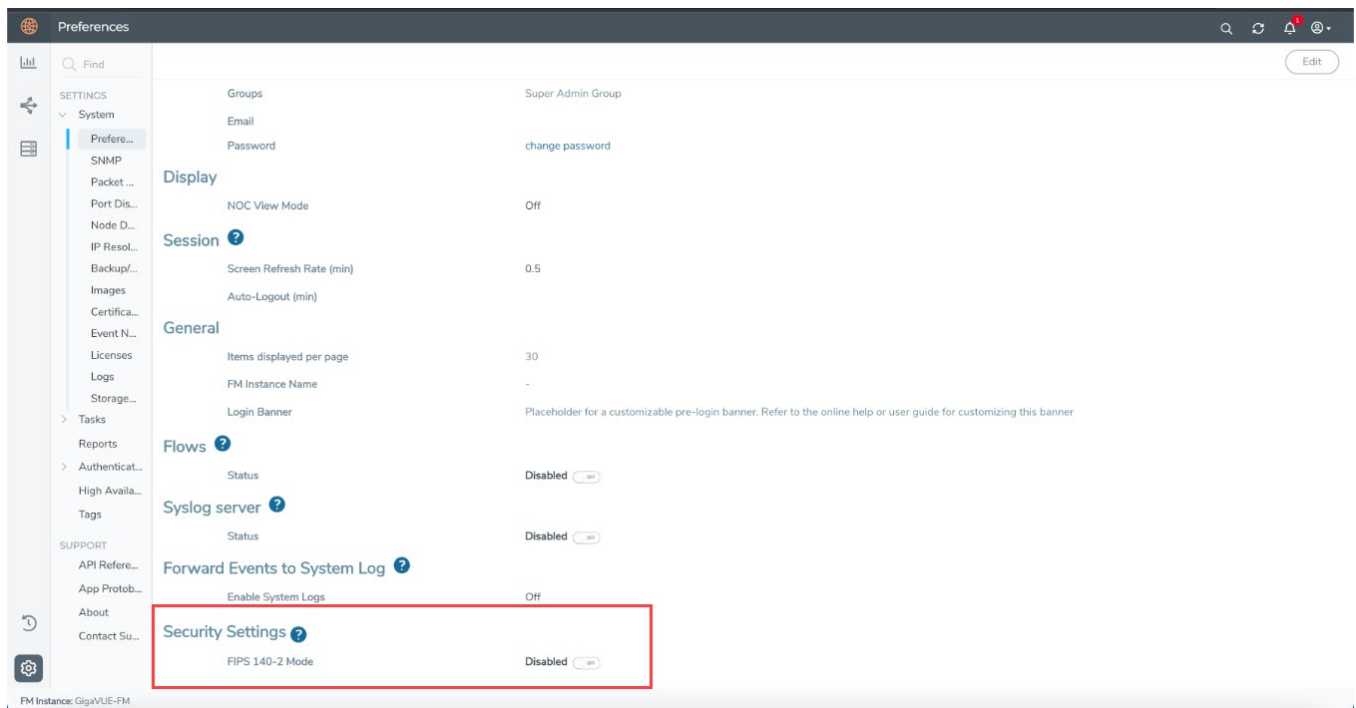 Preferences
1
Find
Edit
SETTINGS
System
Prefere...
SNMP
Packet ...
Port Dis...
Node D...
IP Resol...
Backup/...
Images
Certifica...
Event N...
Licenses
Logs
Storage...
Tasks
Reports
Authenticat...
High Availa...
Tags
SUPPORT
API Refere...
App Protob...
About
Contact Su...
Groups Super Admin Group
Email
Password change password
Display
NOC View Mode Off
Session ?
Screen Refresh Rate (min) 0.5
Auto-Logout (min)
General
Items displayed per page 30
FM Instance Name -
Login Banner Placeholder for a customizable pre-login banner. Refer to the online help or user guide for customizing this banner
Flows ?
Status Disabled OFF
Syslog server ?
Status Disabled OFF
Forward Events to System Log ?
Enable System Logs Off
Security Settings ?
FIPS 140-2 Mode Disabled OFF
FM Instance: GigaVUE-FM